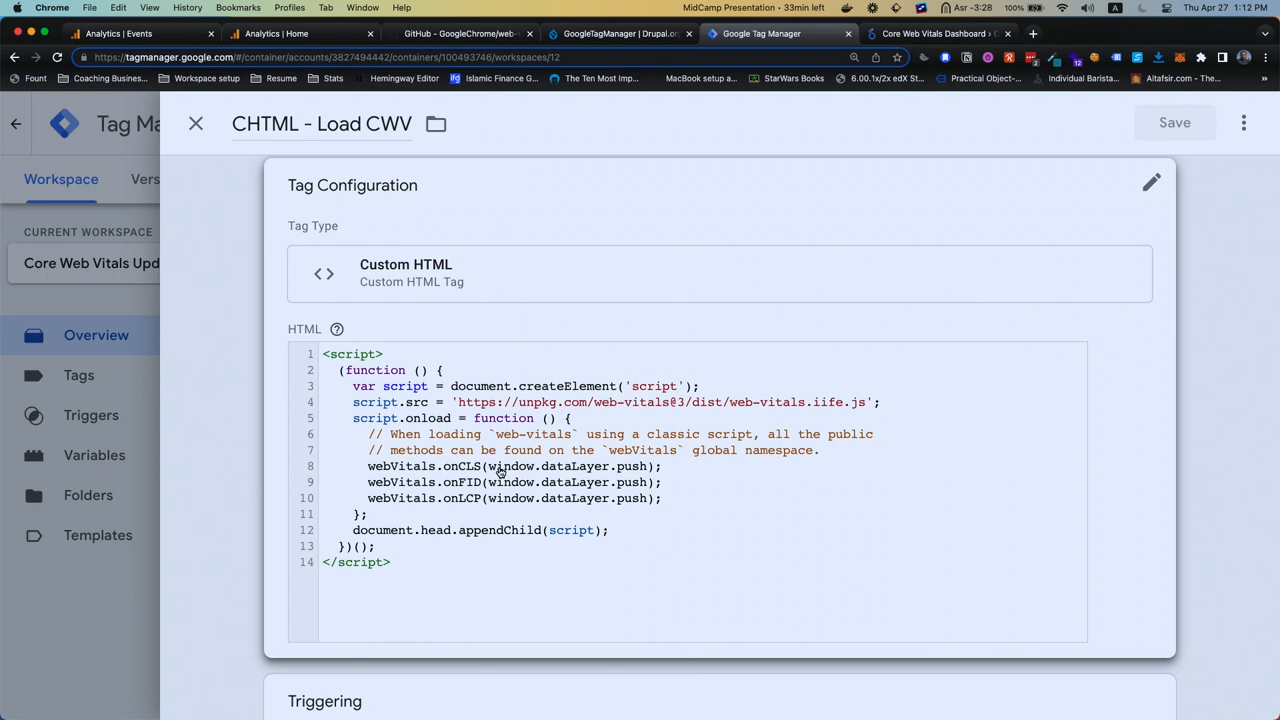 Chrome File Edit View History Bookmarks Profiles Tab Window Help MidCamp Presentation • 33min left Asr -3:28 100% Thu Apr 27 1:12 PM
Analytics | Events × Analytics | Home × GitHub - GoogleChrome/web-v × GoogleTagManager | Drupal.org × Google Tag Manager × Core Web Vitals Dashboard › O ×
https://tagmanager.google.com/#/container/accounts/3827494442/containers/100493746/workspaces/12
Fount Coaching Busines... Workspace setup Resume Stats Hemingway Editor Islamic Finance G... The Ten Most Imp... MacBook setup a... StarWars Books 6.00.1x/2x edX St... Practical Object-... Individual Barista... Altafsir.com - The...
Tag Ma
CHTML - Load CWV
Save
Workspace Vers
Tag Configuration
Tag Type
CURRENT WORKSPACE
Core Web Vitals Upd
Custom HTML
Custom HTML Tag
Overview
Tags
Triggers
Variables
Folders
Templates
HTML
1 <script>
2 (function () {
3 var script = document.createElement('script');
4 script.src = 'https://unpkg.com/web-vitals@3/dist/web-vitals.iife.js';
5 script.onload = function () {
6 // When loading `web-vitals` using a classic script, all the public
7 // methods can be found on the `webVitals` global namespace.
8 webVitals.onCLS(window.dataLayer.push);
9 webVitals.onFID(window.dataLayer.push);
10 webVitals.onLCP(window.dataLayer.push);
11 };
12 document.head.appendChild(script);
13 })();
14 </script>
Triggering